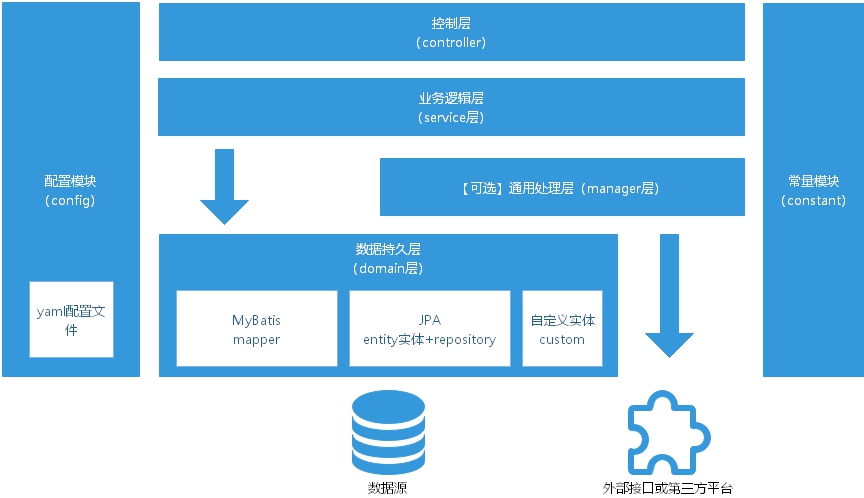 控制层
(controller)
业务逻辑层
(service层)
配置模块
(config)
【可选】通用处理层（manager层）
常量模块
(constant)
数据持久层
(domain层)
yaml配置文
件
MyBatis
mapper
JPA
entity实体+repository
自定义实体
custom
数据源
外部接口或第三方平台